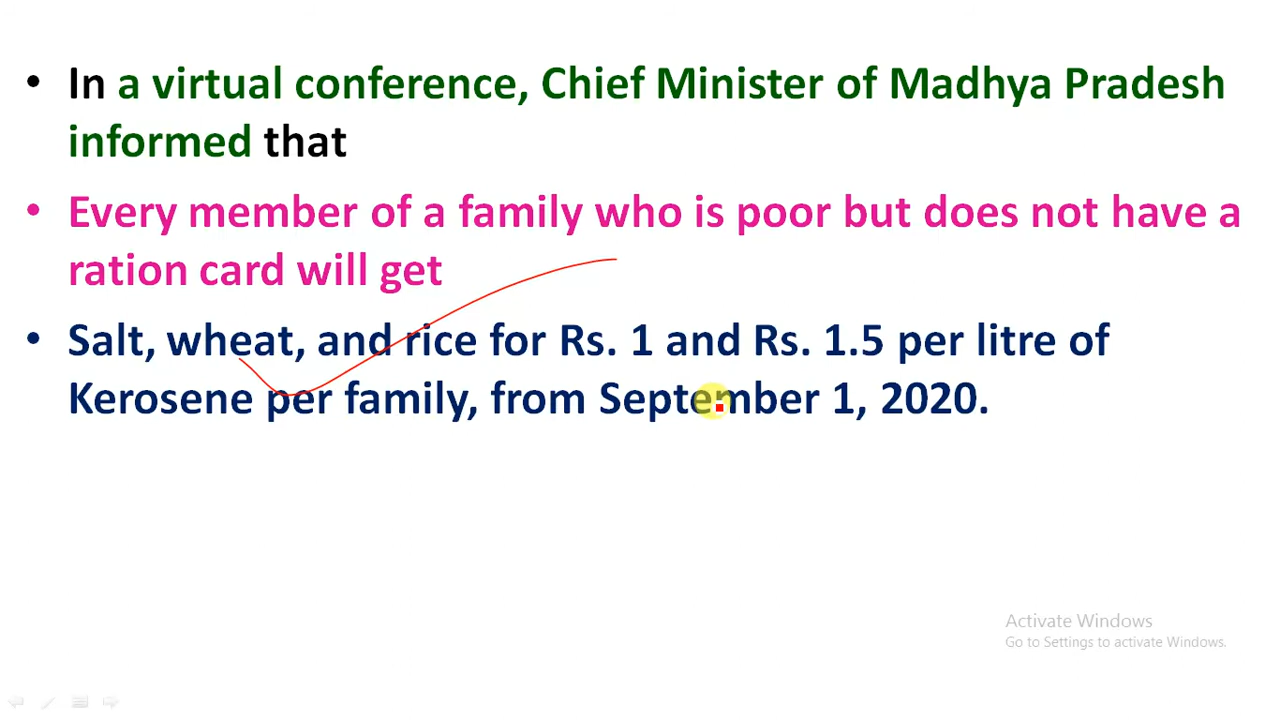 • In a virtual conference, Chief Minister of Madhya Pradesh
informed that
• Every member of a family who is poor but does not have a
ration card will get
• Salt, wheat, and rice for Rs. 1 and Rs. 1.5 per litre of
Kerosene per family, from September 1, 2020.
Activate Windows
Go to Settings to activate Windows.